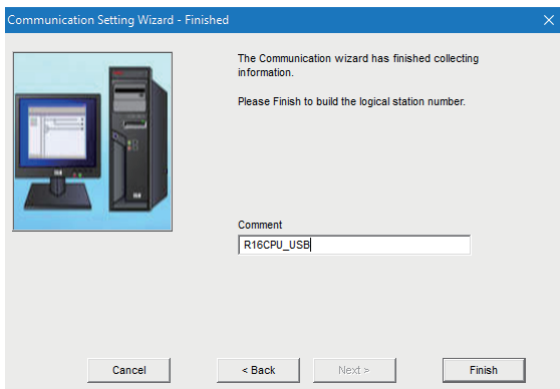 Communication Setting Wizard - Finished
The Communication wizard has finished collecting
information.
Please Finish to build the logical station number.
Comment
R16CPU_USB
Cancel
< Back
Next >
Finish